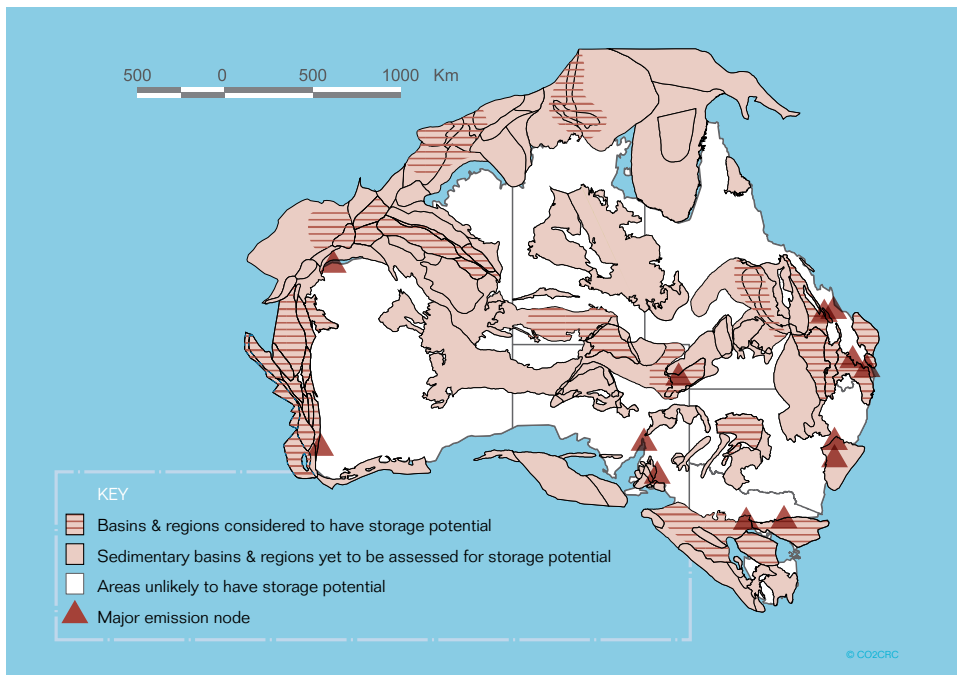 500 0 500 1000 Km
KEY
Basins & regions considered to have storage potential
Sedimentary basins & regions yet to be assessed for storage potential
Areas unlikely to have storage potential
Major emission node
© CO2CRC